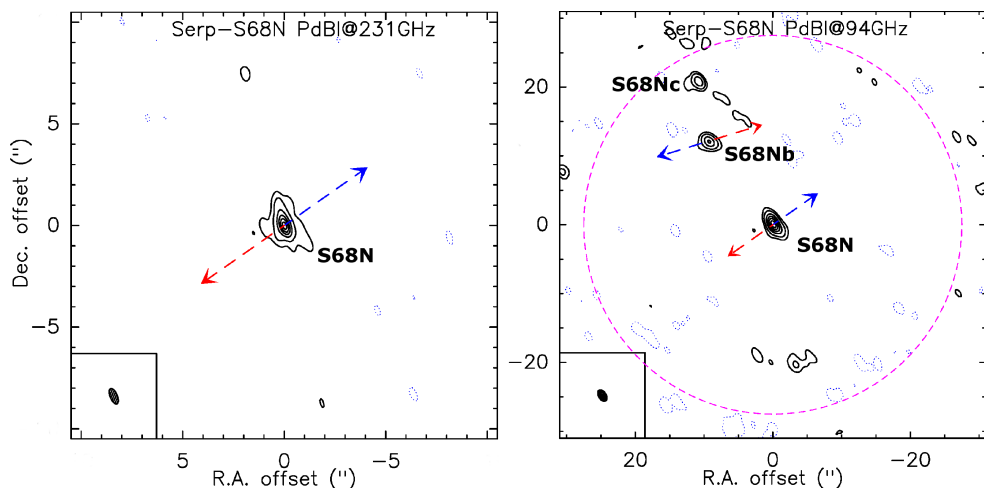 Serp-S68N PdBI@231GHz
5
0
-5
S68N
5
0
-5
R.A. offset (")
Dec. offset (")
Serp-S68N PdBI@94GHz
20
0
-20
S68Nc
S68Nb
S68N
20
0
-20
R.A. offset (")